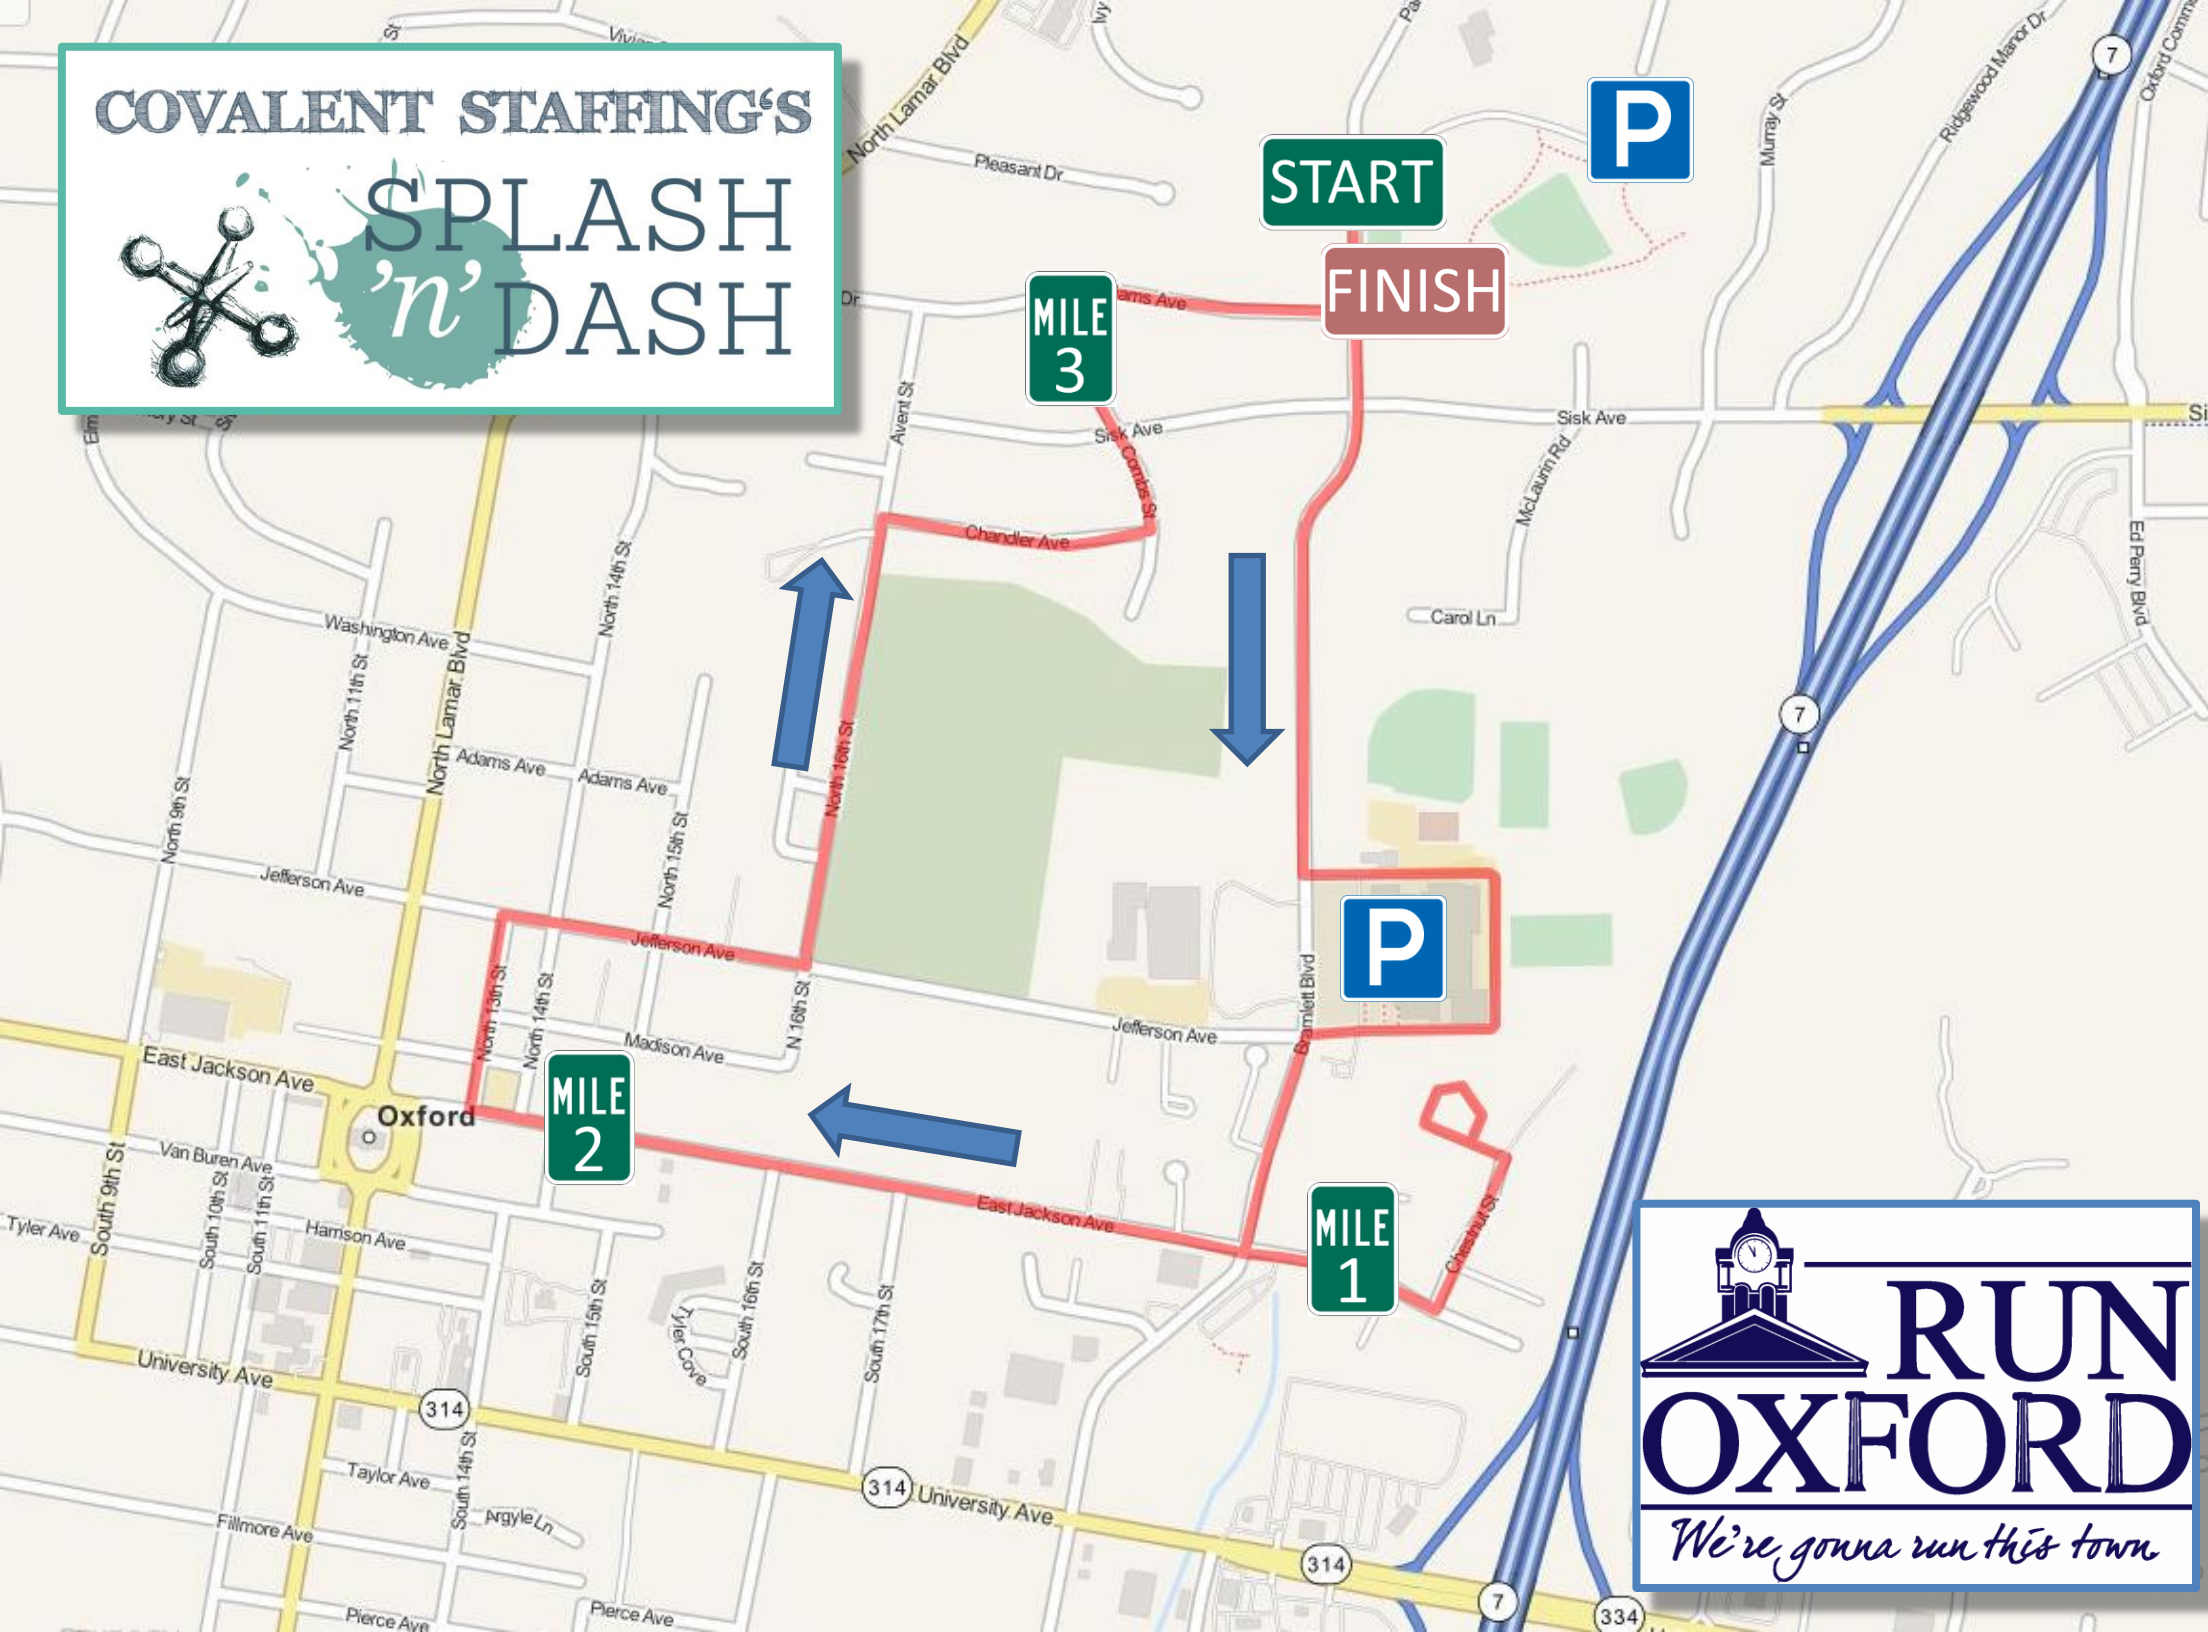 COVALENT STAFFING'S
SPLASH
'n' DASH
START
FINISH
P
MILE
3
P
MILE
2
MILE
1
RUN
OXFORD
We're gonna run this town.
North Lamar Blvd
Pleasant Dr
Murray St
Ridgewood Manor Dr
7
Dr
Avent St
Sisk Ave
Sisk Ave
Combs St
McLaurin Rd
Chandler Ave
Carol Ln
Ed Perry Blvd
North 14th St
Washington Ave
North 11th St
North Lamar Blvd
Adams Ave
Adams Ave
North 9th St
North 15th St
North 16th St
7
Jefferson Ave
Jefferson Ave
Jefferson Ave
North 13th St
North 14th St
N 16th St
Madison Ave
Bramlett Blvd
East Jackson Ave
Oxford
East Jackson Ave
Chestnut St
Van Buren Ave
Tyler Ave
South 9th St
South 10th St
South 11th St
Harrison Ave
South 15th St
Tyler Cove
South 16th St
South 17th St
University Ave
314
Taylor Ave
South 14th St
Argyle Ln
Fillmore Ave
314
University Ave
314
7
334
Pierce Ave
Pierce Ave